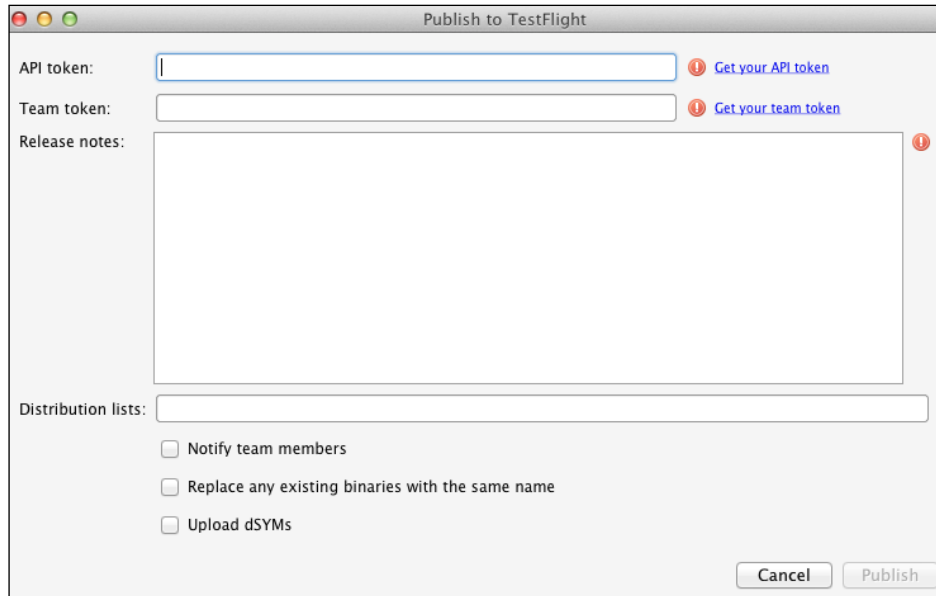 Publish to TestFlight
API token:
Get your API token
Team token:
Get your team token
Release notes:
Distribution lists:
Notify team members
Replace any existing binaries with the same name
Upload dSYMs
Cancel
Publish